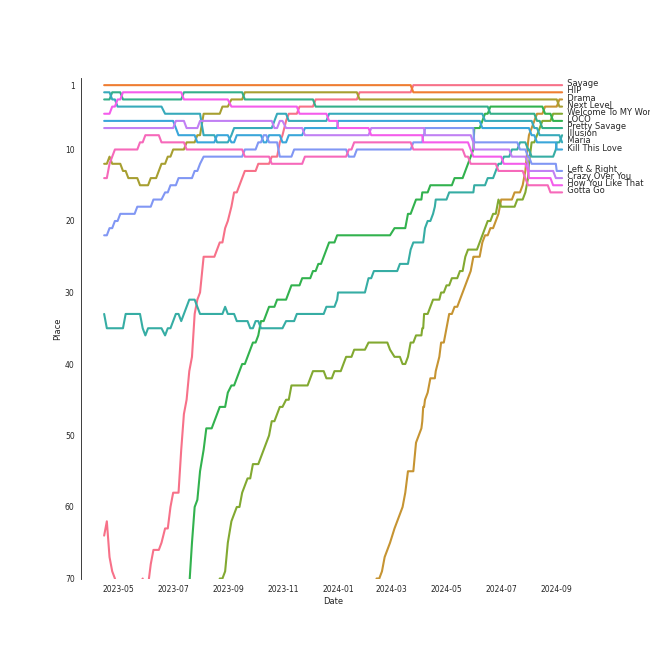 Savage
HIP
Drama
Next Level
Welcome To MY Wor
LOCO
Pretty Savage
Illusion
Maria
Kill This Love
Left & Right
Crazy Over You
How You Like That
Gotta Go
1
10
20
30
40
50
60
70
Place
2023-05
2023-07
2023-09
2023-11
2024-01
2024-03
2024-05
2024-07
2024-09
Date